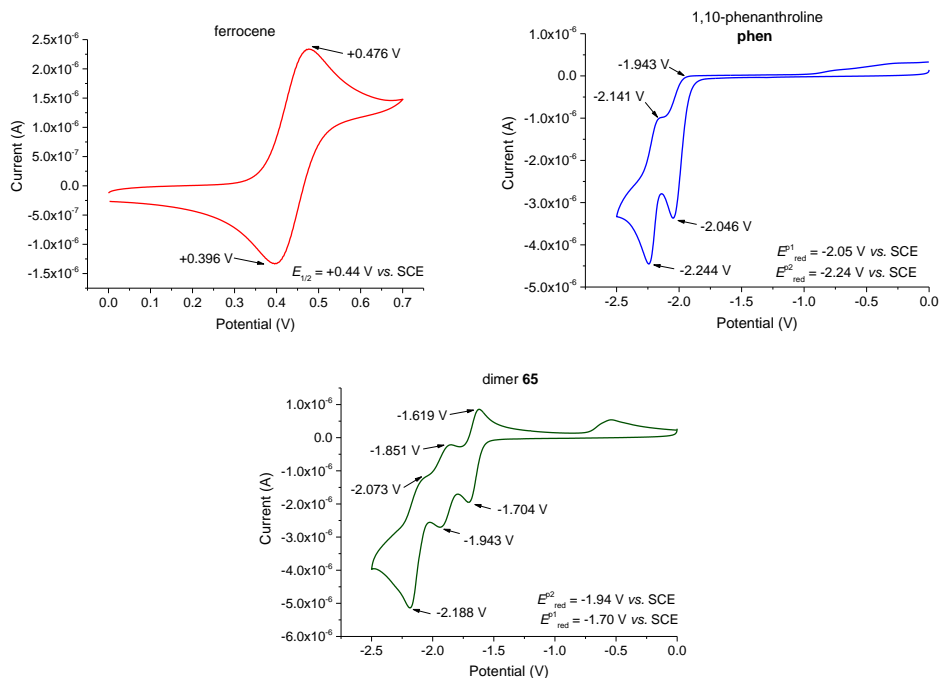 ferrocene
2.5x10⁻⁶
1.5x10⁻⁶
5.0x10⁻⁷
0.0
-5.0x10⁻⁷
-1.0x10⁻⁶
-1.5x10⁻⁶
Current (A)
+0.476 V
+0.396 V
E1/2 = +0.44 V vs. SCE
0.0 0.1 0.2 0.3 0.4 0.5 0.6 0.7
Potential (V)
1,10-phenanthroline
phen
1.0x10⁻⁶
0.0
-1.0x10⁻⁶
-2.0x10⁻⁶
-3.0x10⁻⁶
-4.0x10⁻⁶
-5.0x10⁻⁶
Current (A)
-1.943 V
-2.141 V
-2.046 V
-2.244 V
Ep1red = -2.05 V vs. SCE
Ep2red = -2.24 V vs. SCE
-2.5 -2.0 -1.5 -1.0 -0.5 0.0
Potential (V)
dimer 65
1.0x10⁻⁶
0.0
-1.0x10⁻⁶
-2.0x10⁻⁶
-3.0x10⁻⁶
-4.0x10⁻⁶
-5.0x10⁻⁶
-6.0x10⁻⁶
Current (A)
-1.619 V
-1.851 V
-2.073 V
-1.704 V
-1.943 V
-2.188 V
Ep2red = -1.94 V vs. SCE
Ep1red = -1.70 V vs. SCE
-2.5 -2.0 -1.5 -1.0 -0.5 0.0
Potential (V)